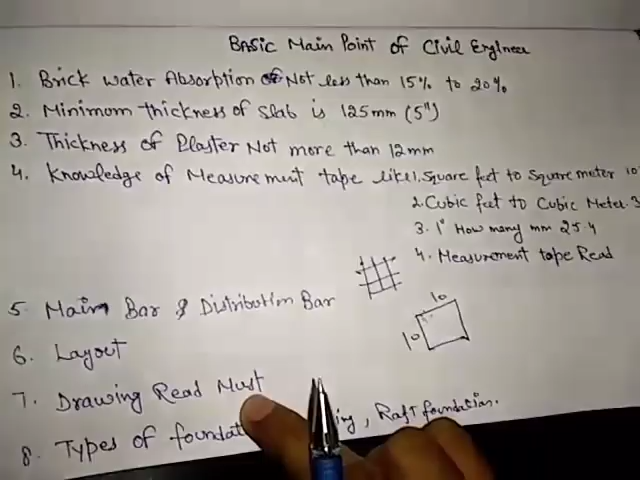 BASIC Main Point of Civil Engineer
1. Brick water Absorption Not less than 15% to 20%
2. Minimum thickness of slab is 125mm (5")
3. Thickness of Plaster Not more than 12mm
4. Knowledge of Measurement tape like 1. Square feet to Square meter 10
2. Cubic feet to Cubic Meter 3
3. 1" How many mm 25.4
4. Measurement tape Read
5. Main Bar & Distribution Bar
10
6. Layout
10
7. Drawing Read Must
8. Types of foundat , Raft foundation.